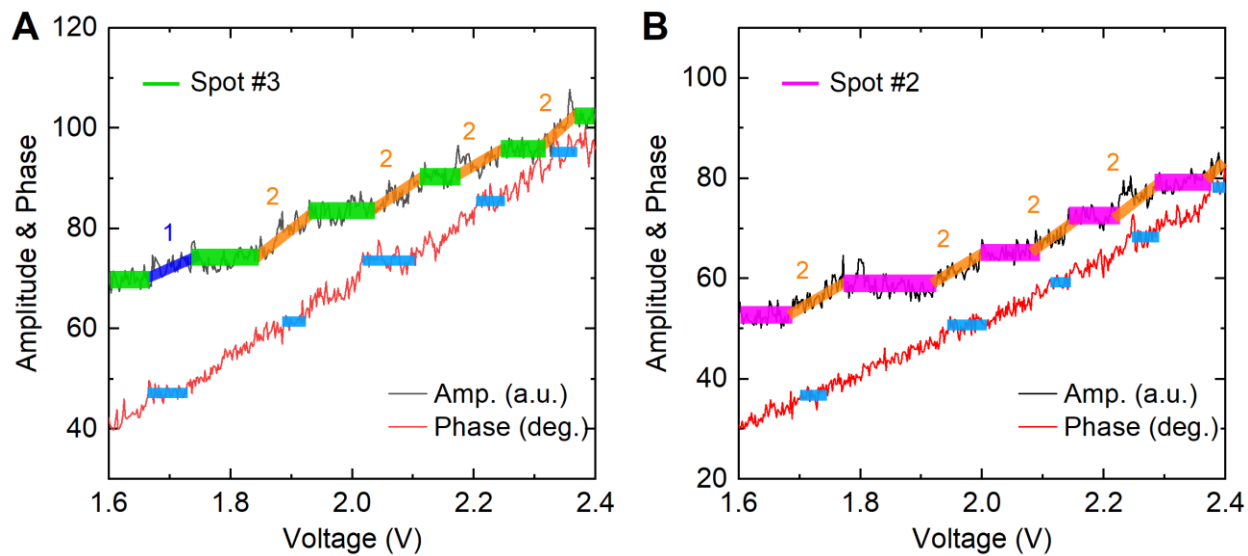 A
B
120
100
80
60
40
Amplitude & Phase
Spot #3
1
2
2
2
2
Amp. (a.u.)
Phase (deg.)
1.6
1.8
2.0
2.2
2.4
Voltage (V)
100
80
60
40
20
Amplitude & Phase
Spot #2
2
2
2
2
Amp. (a.u.)
Phase (deg.)
1.6
1.8
2.0
2.2
2.4
Voltage (V)